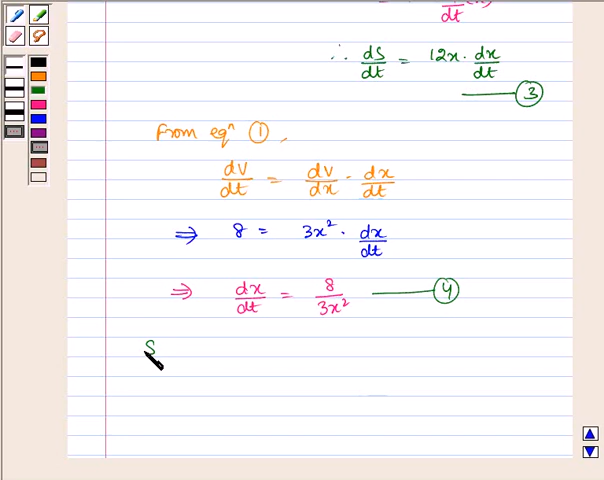 dt
∴ dS/dt = 12x · dx/dt
③
From eqⁿ ①,
dV/dt = dV/dx · dx/dt
⇒ 8 = 3x² · dx/dt
⇒ dx/dt = 8/3x² ④
S